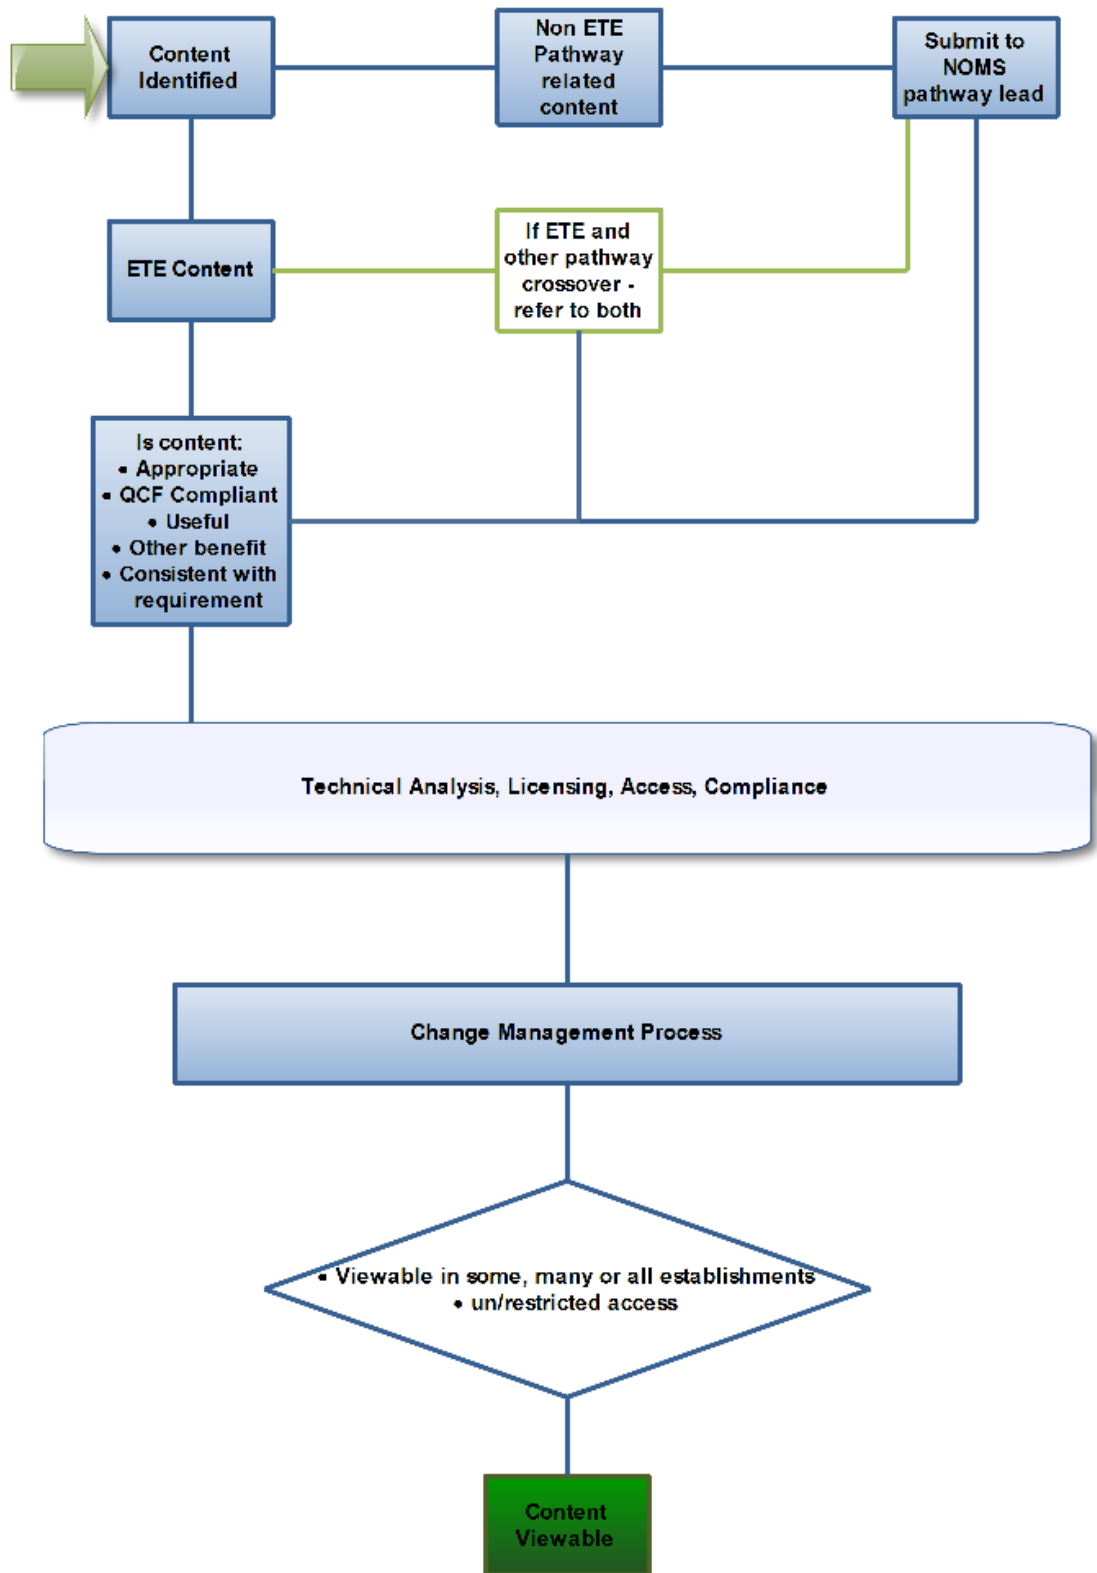 Content
Identified
Non ETE
Pathway
related
content
Submit to
NOMS
pathway lead
ETE Content
If ETE and
other pathway
crossover -
refer to both
Is content:
• Appropriate
• QCF Compliant
• Useful
• Other benefit
• Consistent with
requirement
Technical Analysis, Licensing, Access, Compliance
Change Management Process
• Viewable in some, many or all establishments
• un/restricted access
Content
Viewable